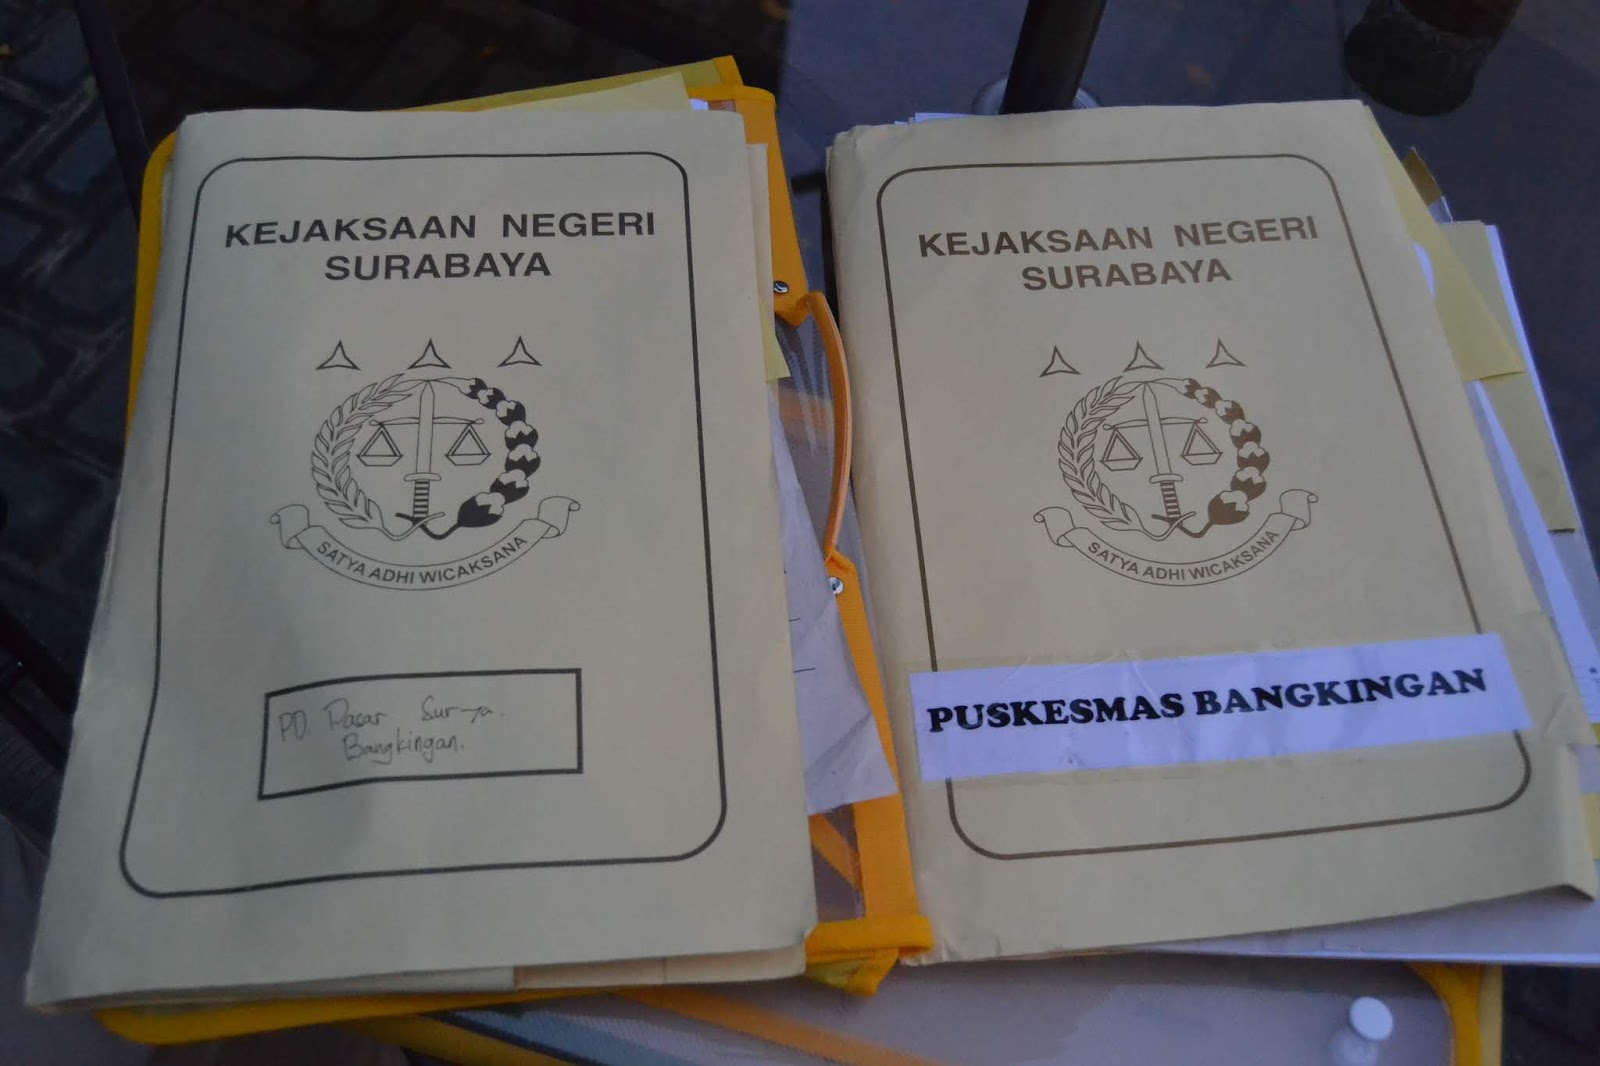 KEJAKSAAN NEGERI
SURABAYA
SATYA ADHI WICAKSANA
PD. Pasar Surya.
Bangkingan.
KEJAKSAAN NEGERI
SURABAYA
SATYA ADHI WICAKSANA
PUSKESMAS BANGKINGAN